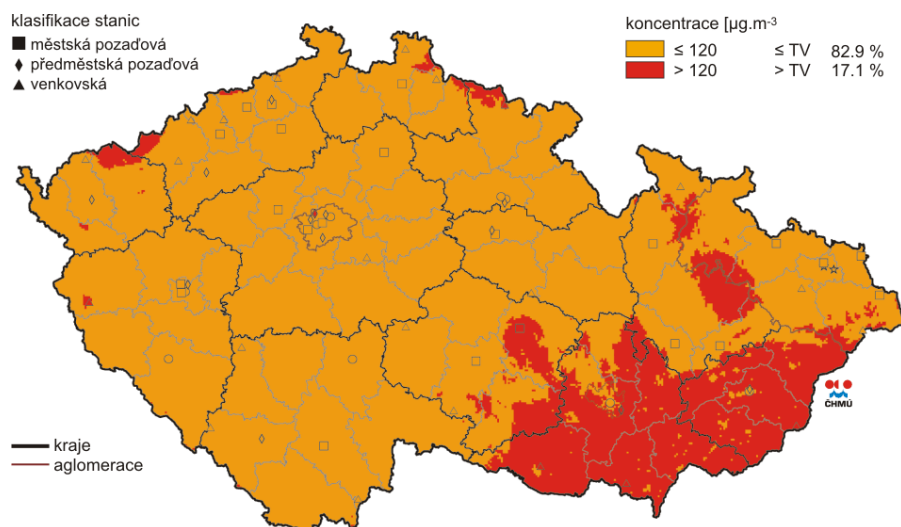 klasifikace stanic
městská pozaďová
předměstská pozaďová
venkovská
koncentrace [µg.m-³
≤ 120 ≤ TV 82.9 %
> 120 > TV 17.1 %
ČHMÚ
kraje
aglomerace